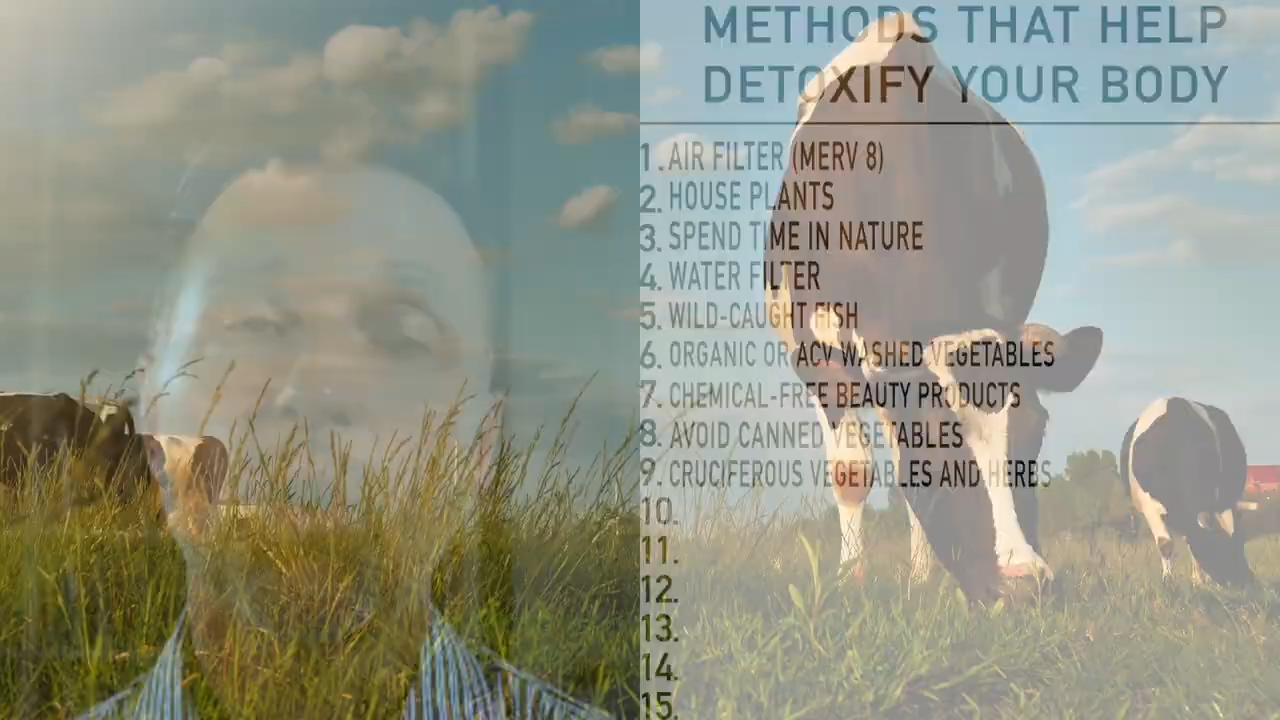 METHODS THAT HELP
DETOXIFY YOUR BODY
1. AIR FILTER (MERV 8)
2. HOUSE PLANTS
3. SPEND TIME IN NATURE
4. WATER FILTER
5. WILD-CAUGHT FISH
6. ORGANIC OR ACV WASHED VEGETABLES
7. CHEMICAL-FREE BEAUTY PRODUCTS
8. AVOID CANNED VEGETABLES
9. CRUCIFEROUS VEGETABLES AND HERBS
10.
11.
12.
13.
14.
15.